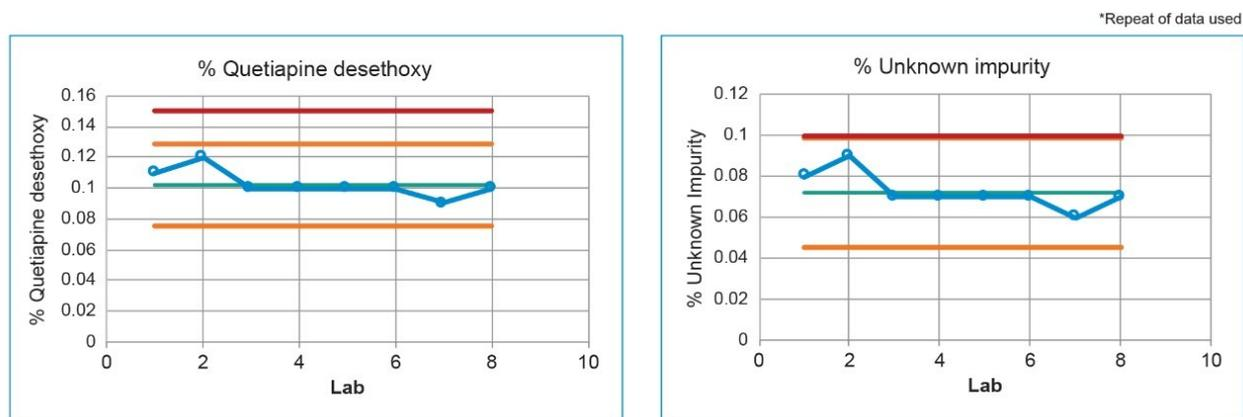 *Repeat of data used
% Quetiapine desethoxy
% Quetiapine desethoxy
0.16
0.14
0.12
0.1
0.08
0.06
0.04
0.02
0
0 2 4 6 8 10
Lab
% Unknown impurity
% Unknown Impurity
0.12
0.1
0.08
0.06
0.04
0.02
0
0 2 4 6 8 10
Lab